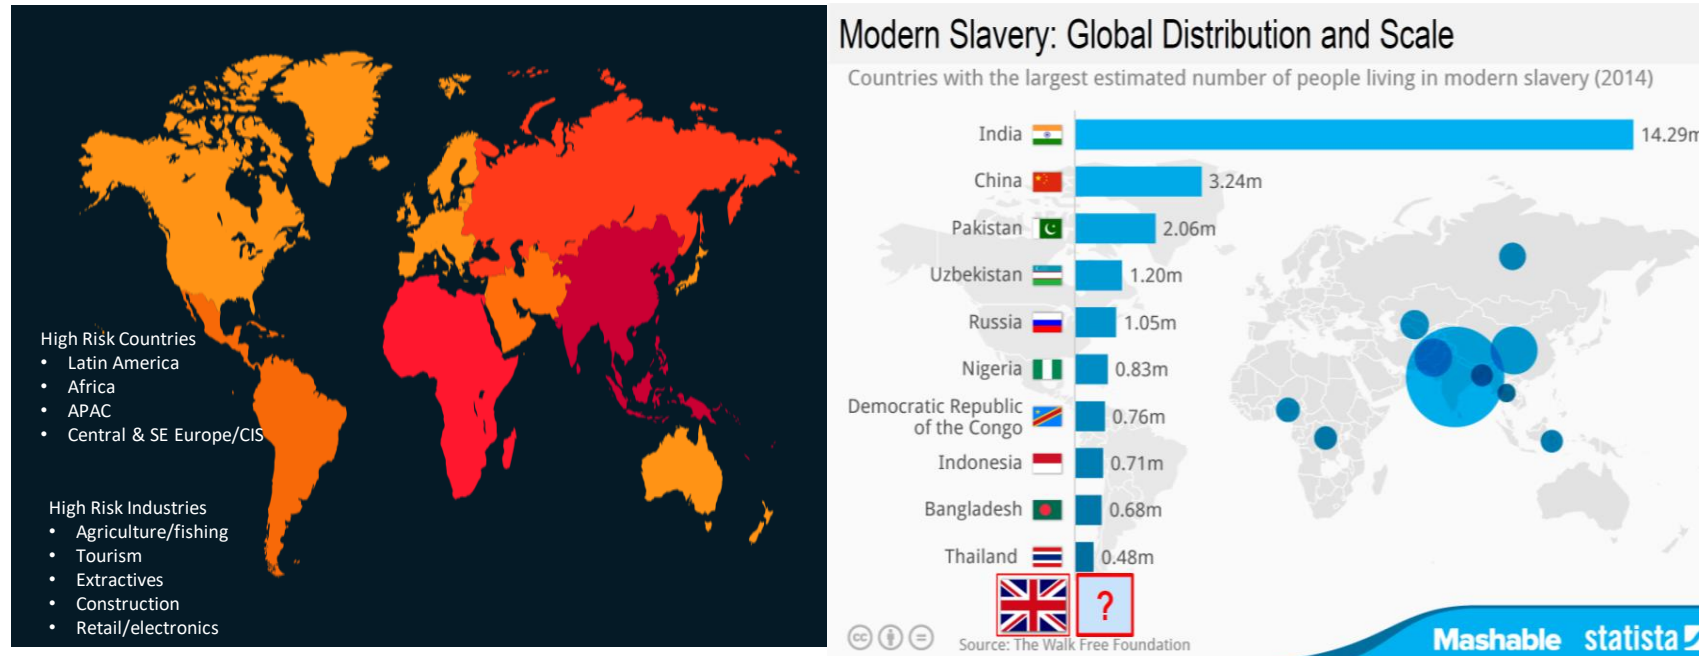 High Risk Countries
• Latin America
• Africa
• APAC
• Central & SE Europe/CIS
High Risk Industries
• Agriculture/fishing
• Tourism
• Extractives
• Construction
• Retail/electronics
Modern Slavery: Global Distribution and Scale
Countries with the largest estimated number of people living in modern slavery (2014)
India 14.29m
China 3.24m
Pakistan 2.06m
Uzbekistan 1.20m
Russia 1.05m
Nigeria 0.83m
Democratic Republic
of the Congo 0.76m
Indonesia 0.71m
Bangladesh 0.68m
Thailand 0.48m
?
cc
Source: The Walk Free Foundation
Mashable statista